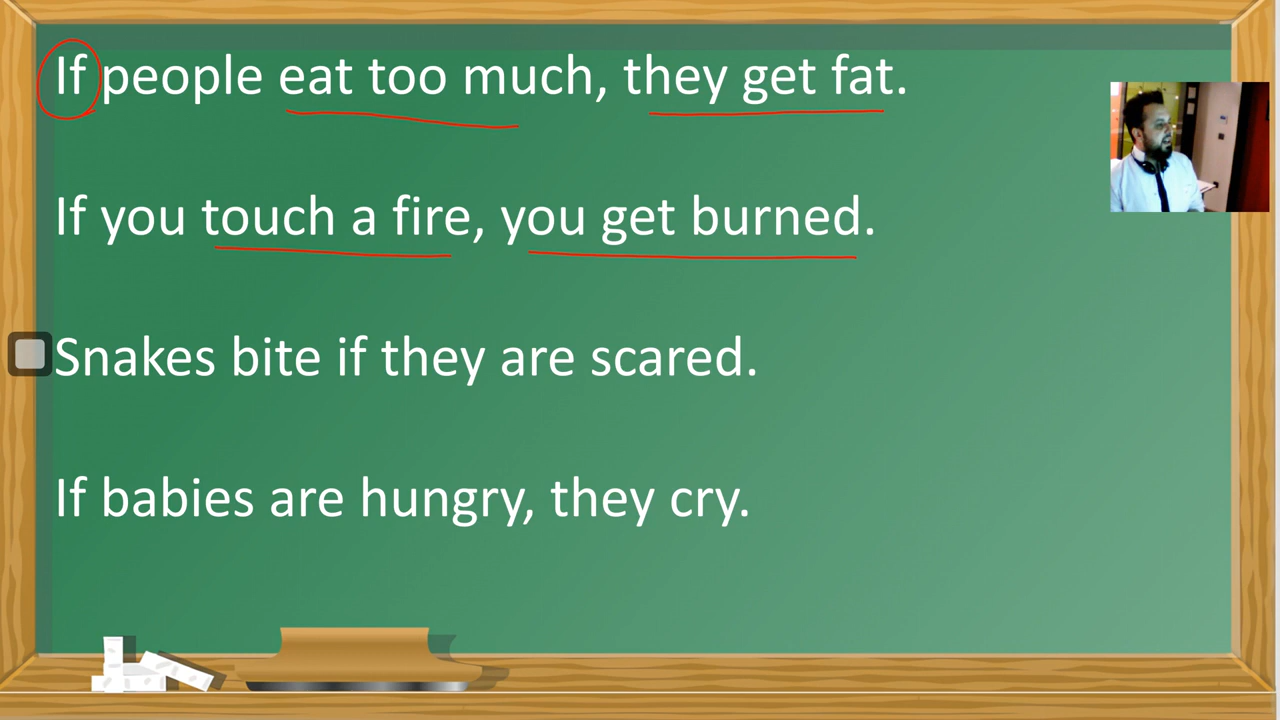 If people eat too much, they get fat.
If you touch a fire, you get burned.
Snakes bite if they are scared.
If babies are hungry, they cry.